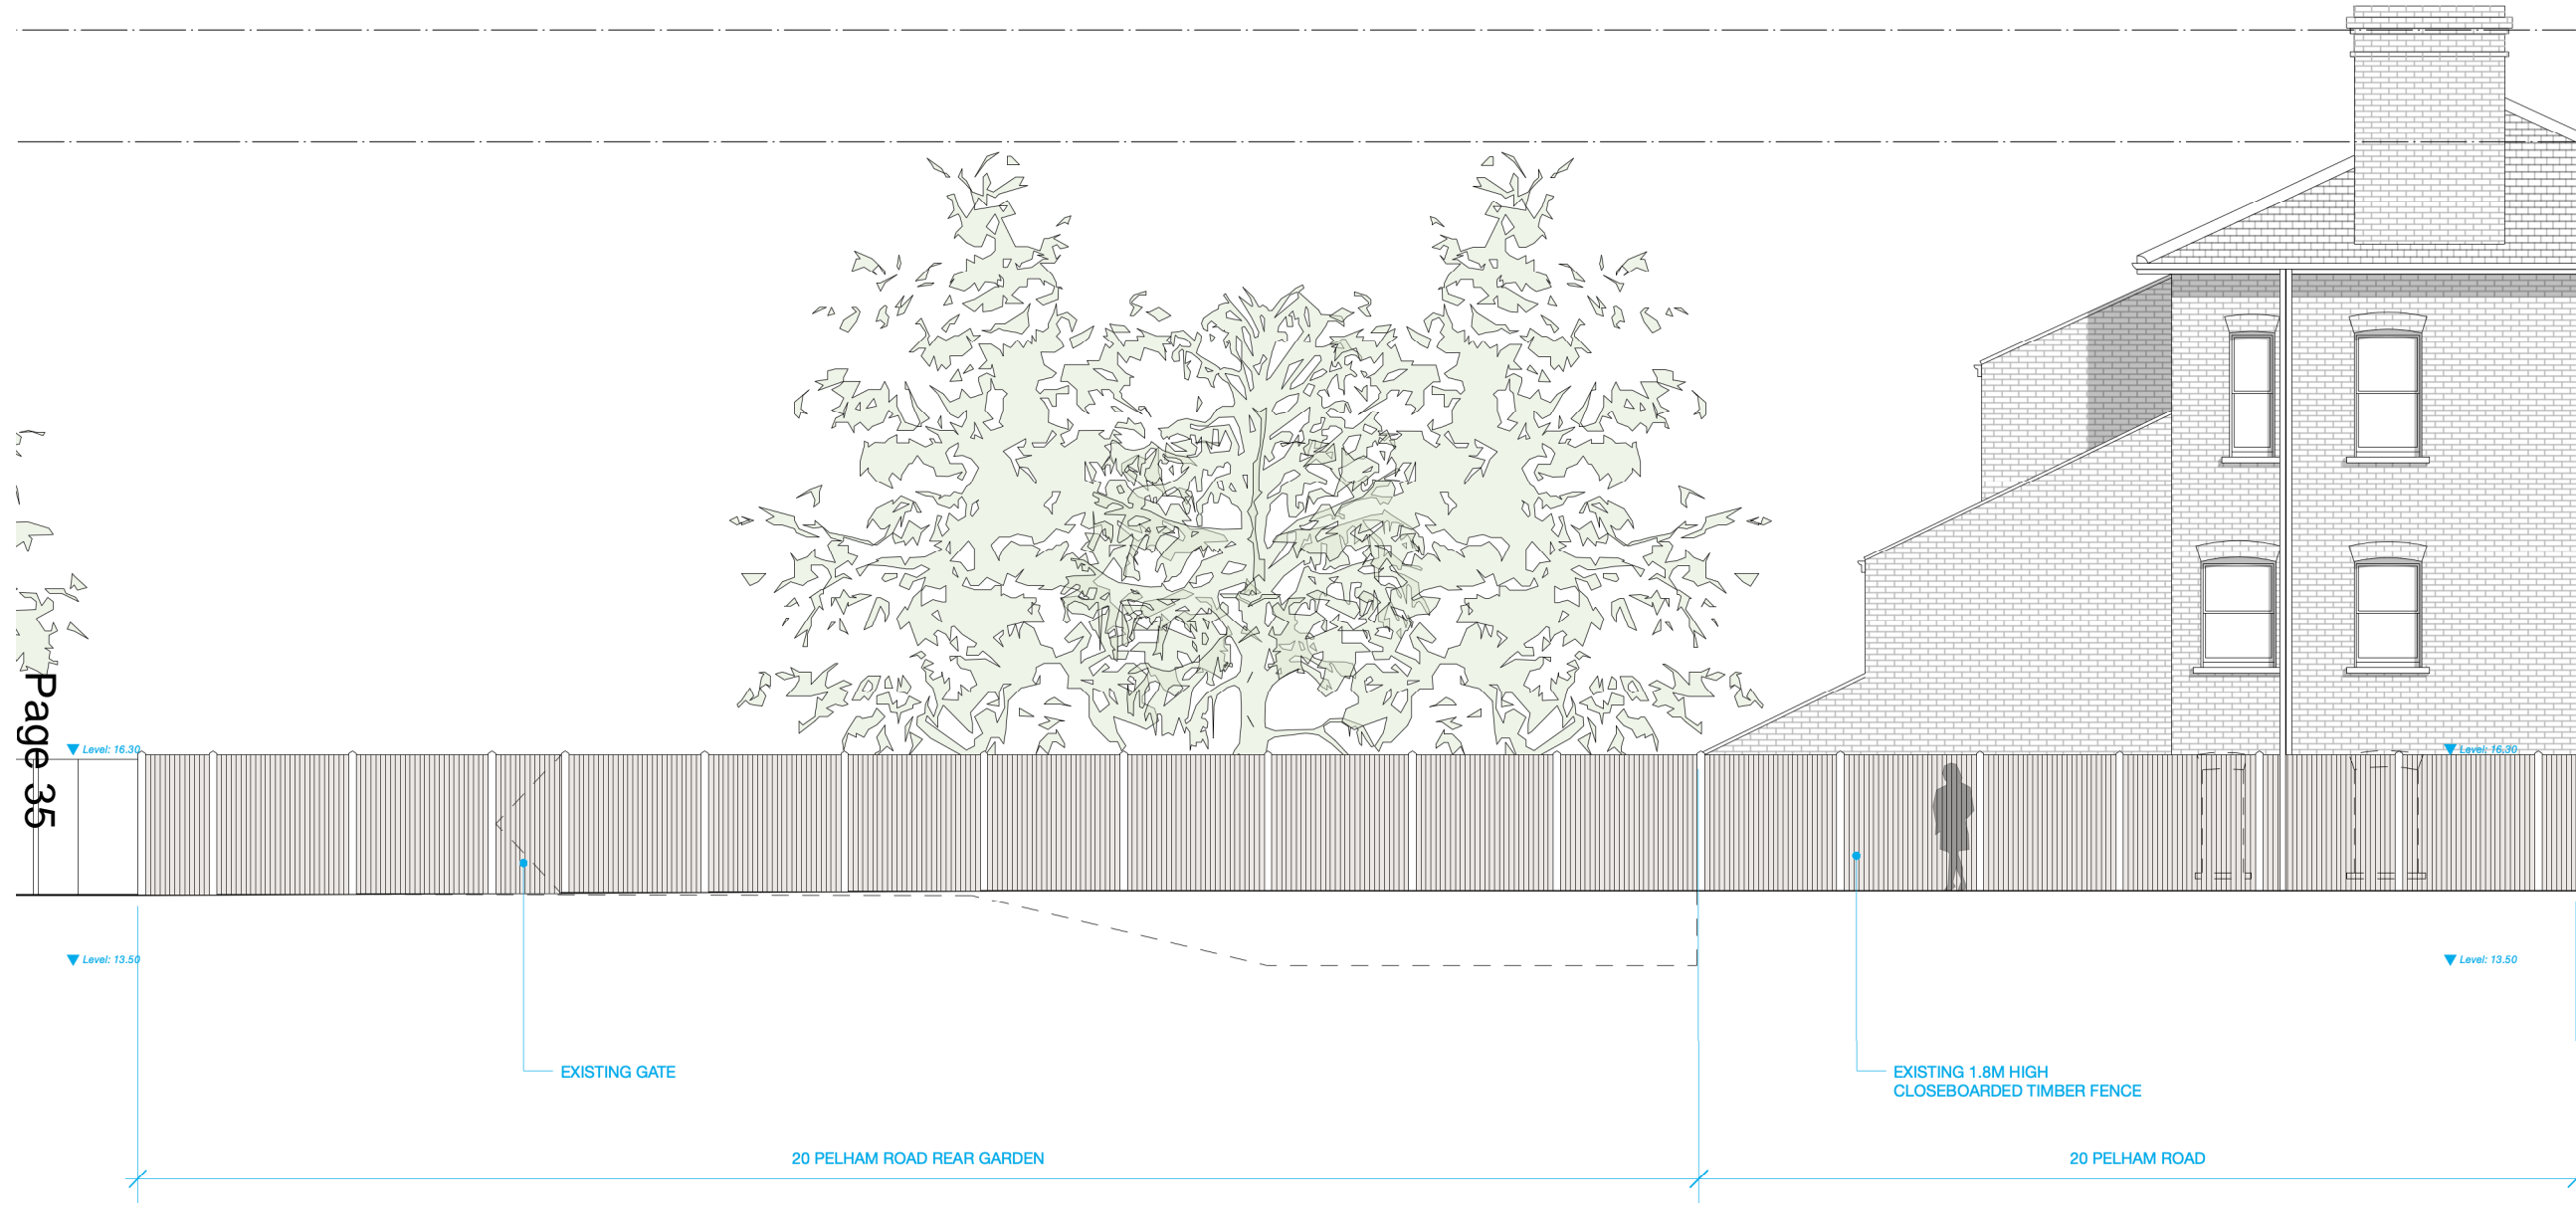 Page 35
Level: 16.30
Level: 16.30
Level: 13.50
Level: 13.50
EXISTING GATE
EXISTING 1.8M HIGH
CLOSEBOARDED TIMBER FENCE
20 PELHAM ROAD REAR GARDEN
20 PELHAM ROAD